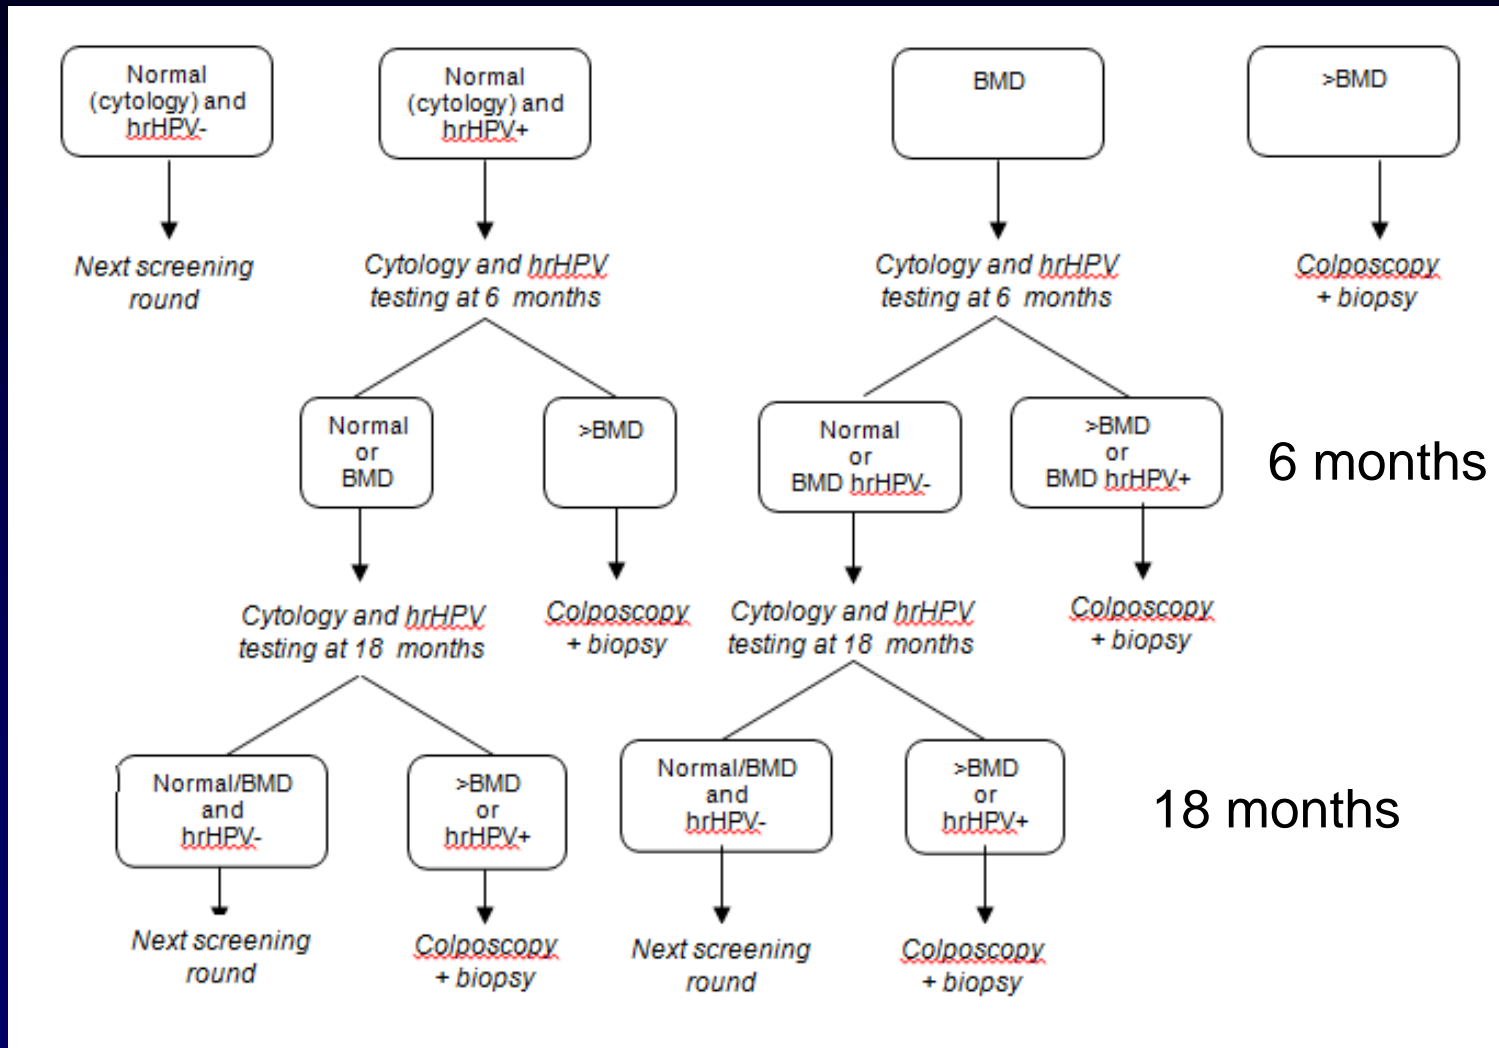 Normal
(cytology) and
hrHPV-
Normal
(cytology) and
hrHPV+
BMD
>BMD
Next screening
round
Cytology and hrHPV
testing at 6 months
Cytology and hrHPV
testing at 6 months
Colposcopy
+ biopsy
Normal
or
BMD
>BMD
Normal
or
BMD hrHPV-
>BMD
or
BMD hrHPV+
6 months
Cytology and hrHPV
testing at 18 months
Colposcopy
+ biopsy
Cytology and hrHPV
testing at 18 months
Colposcopy
+ biopsy
Normal/BMD
and
hrHPV-
>BMD
or
hrHPV+
Normal/BMD
and
hrHPV-
>BMD
or
hrHPV+
18 months
Next screening
round
Colposcopy
+ biopsy
Next screening
round
Colposcopy
+ biopsy